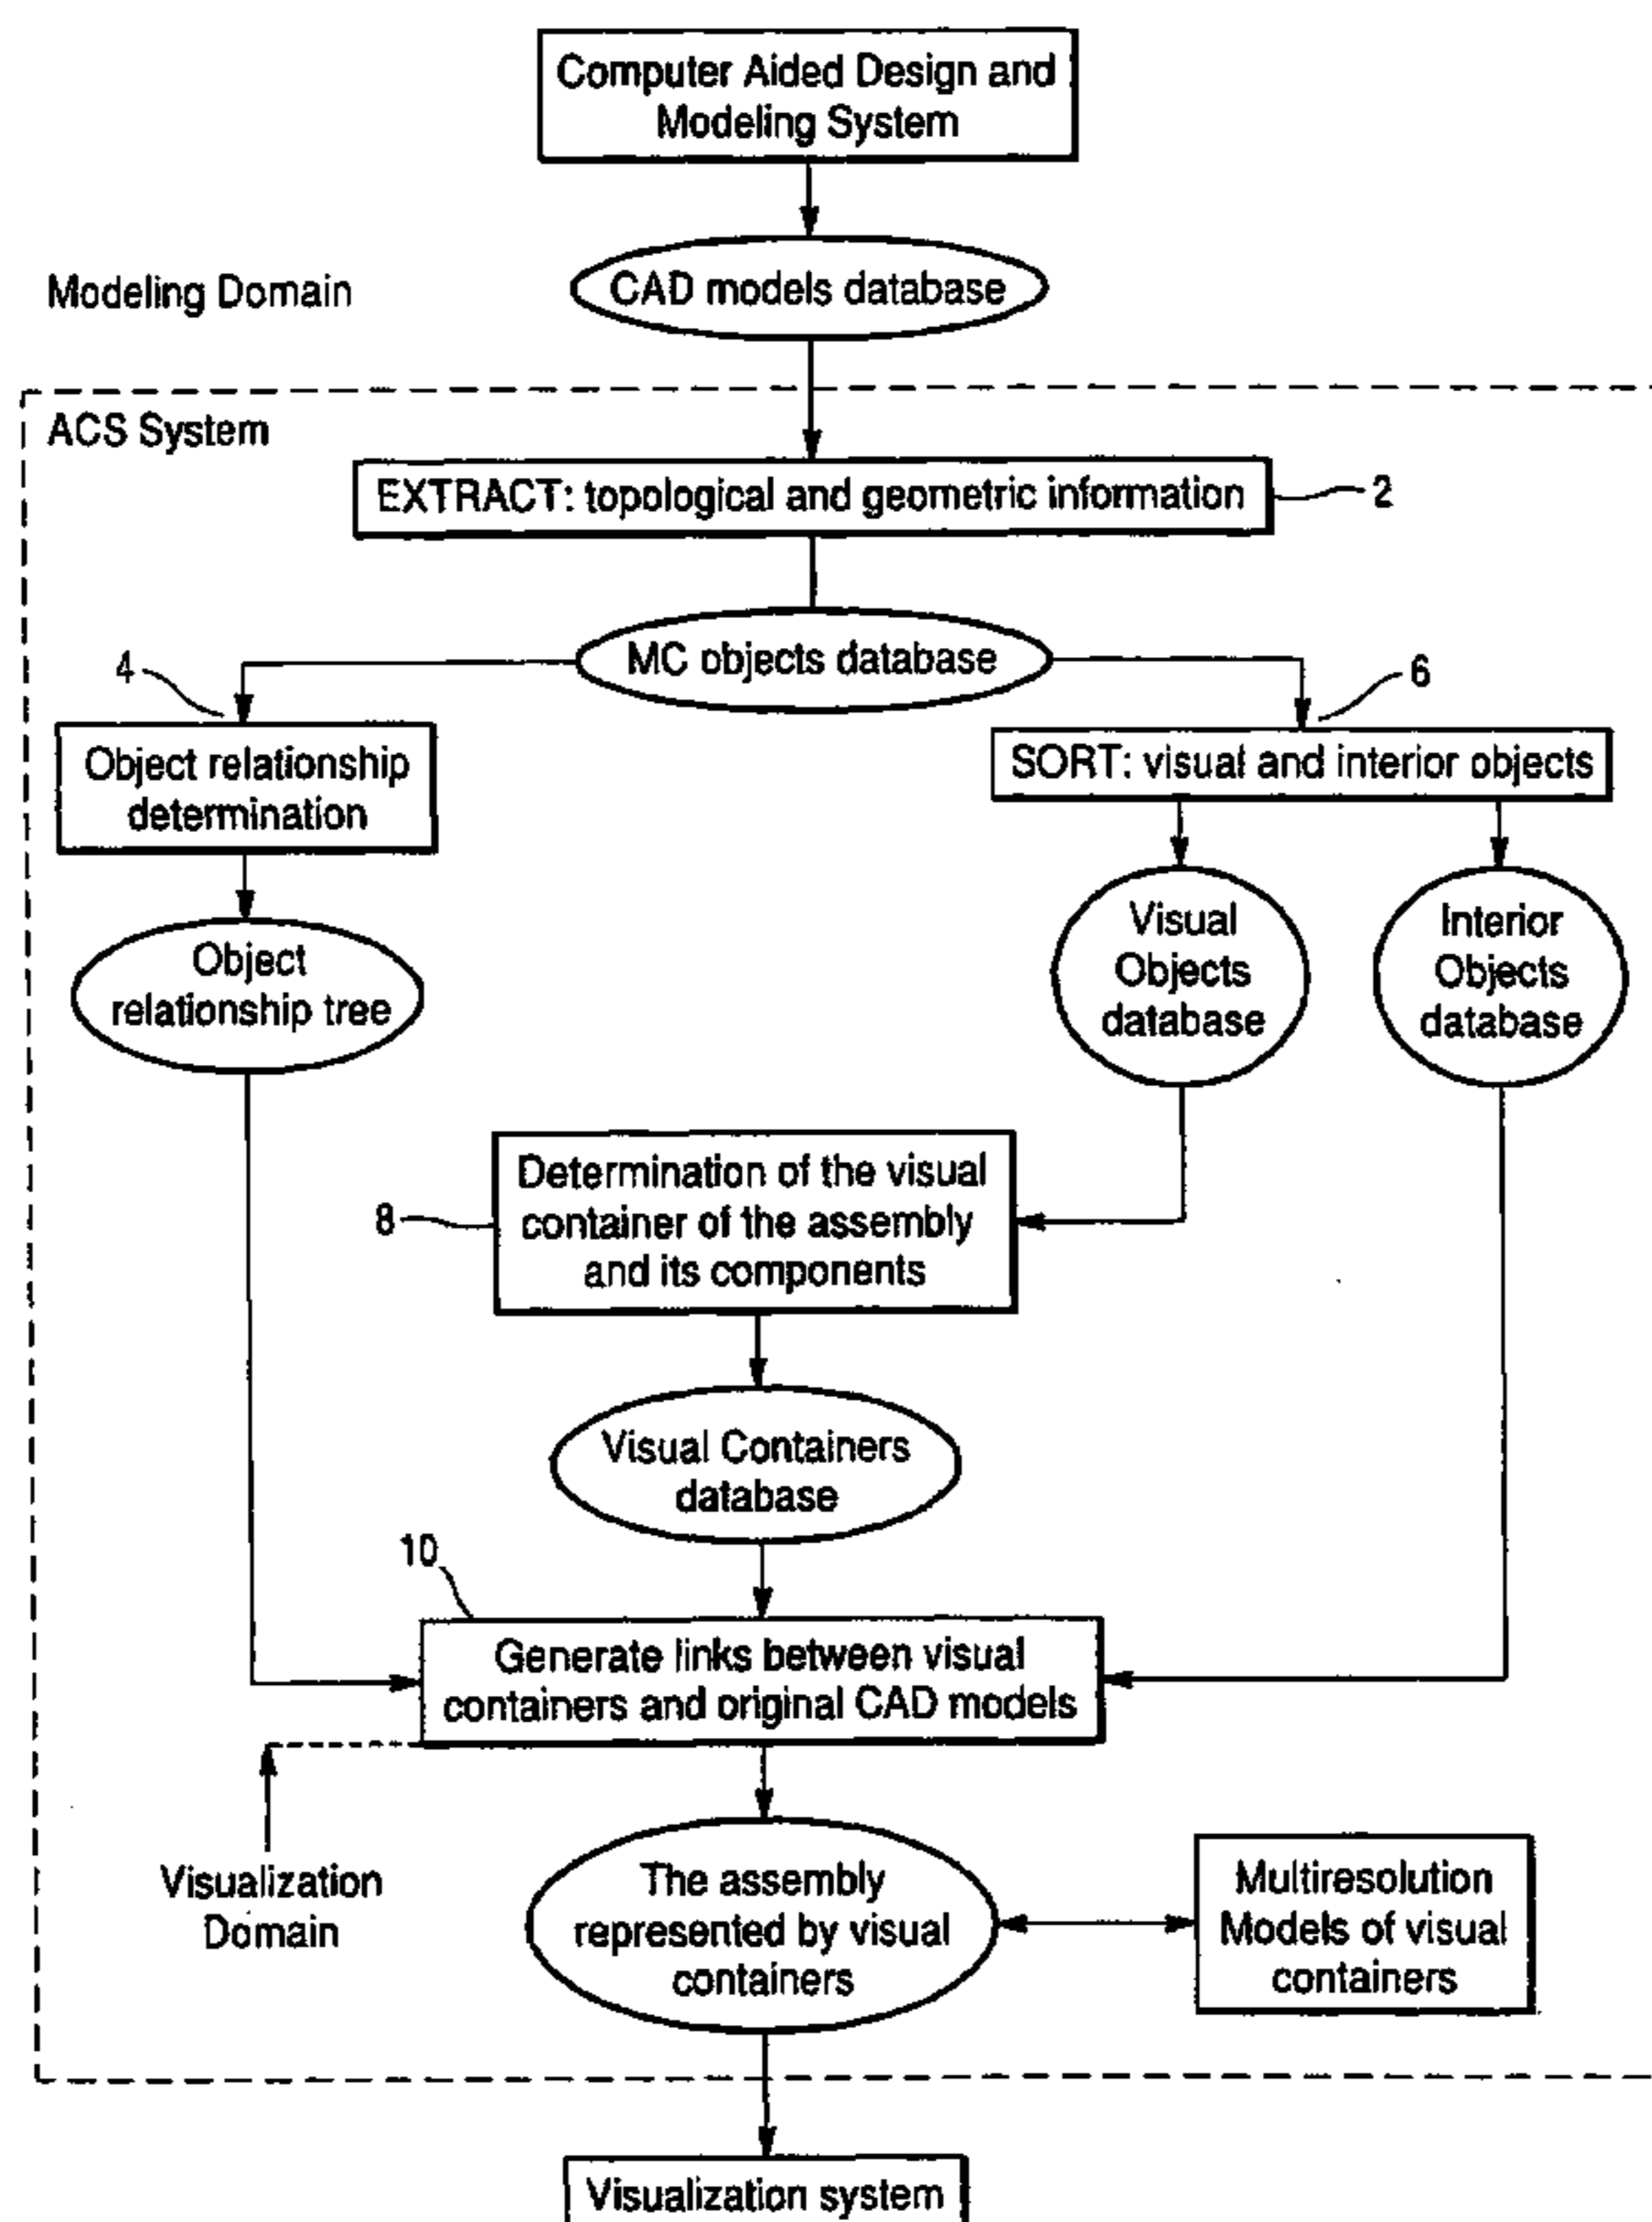 Computer Aided Design and
Modeling System
CAD models database
Modeling Domain
ACS System
EXTRACT: topological and geometric information
2
MC objects database
4
6
Object relationship
determination
SORT: visual and interior objects
Object
relationship tree
Visual
Objects
database
Interior
Objects
database
8
Determination of the visual
container of the assembly
and its components
Visual Containers
database
10
Generate links between visual
containers and original CAD models
Visualization
Domain
The assembly
represented by visual
containers
Multiresolution
Models of visual
containers
Visualization system